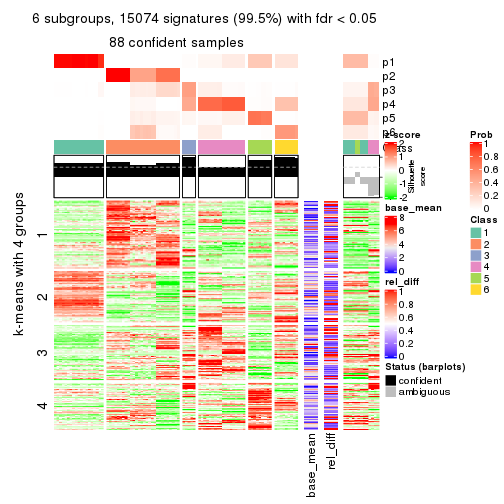 6 subgroups, 15074 signatures (99.5%) with fdr < 0.05
88 confident samples
p1
p2
p3
p4
p5
p6
Class
Silhouette
score
k-means with 4 groups
1
2
3
4
base_mean
rel_diff
z-score
2
1
0
-1
-2
base_mean
8
6
4
2
0
rel_diff
1
0.8
0.6
0.4
0.2
0
Status (barplots)
confident
ambiguous
Prob
1
0.8
0.6
0.4
0.2
0
Class
1
2
3
4
5
6